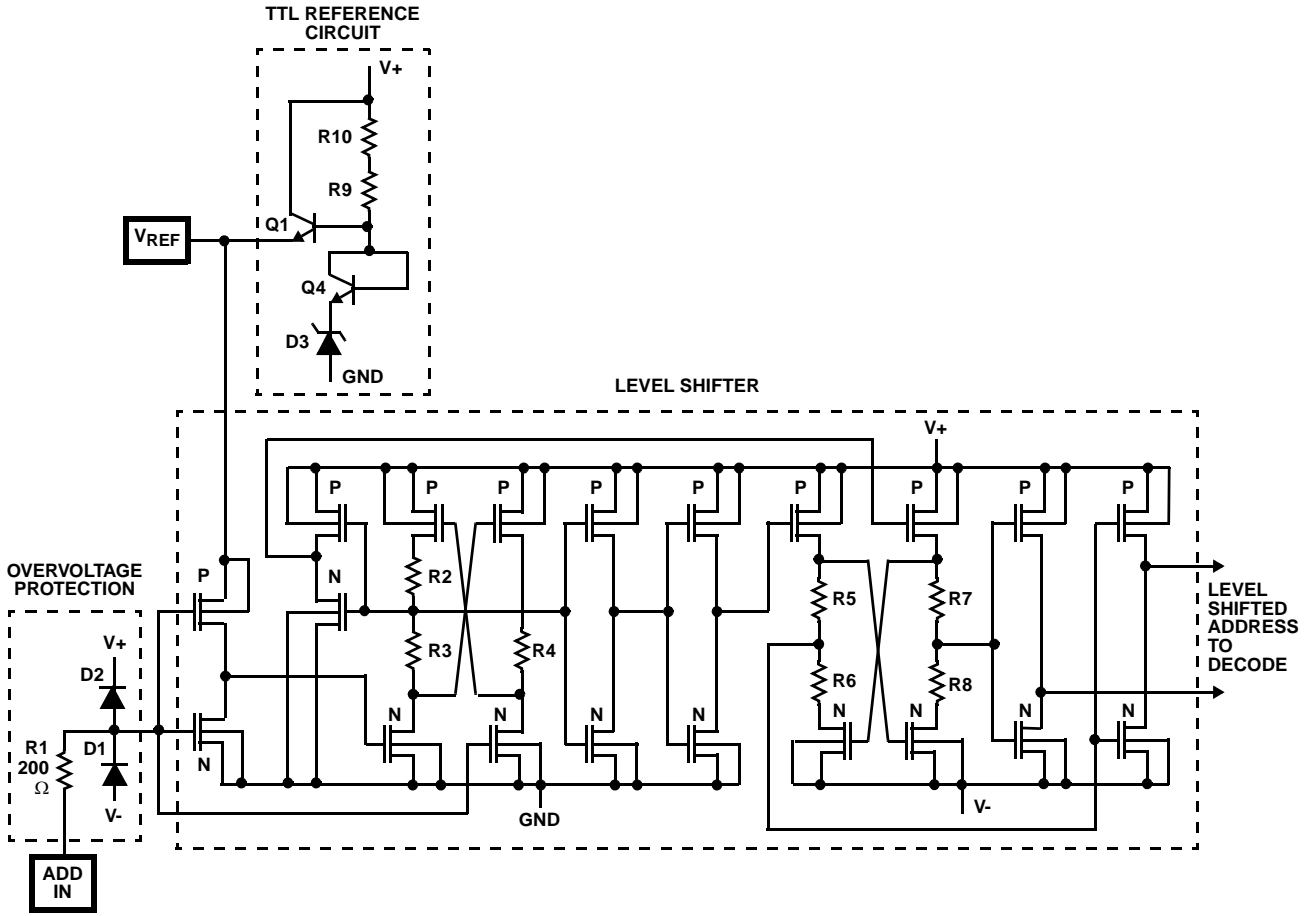 TTL REFERENCE
CIRCUIT
V+
R10
R9
Q1
VREF
Q4
D3
GND
LEVEL SHIFTER
V+
P
P
P
P
P
P
P
P
P
OVERVOLTAGE
PROTECTION
P
N
R2
R5
R7
LEVEL
SHIFTED
ADDRESS
TO
DECODE
V+
R3
R4
D2
R6
R8
N
N
N
N
N
N
N
N
R1
200
Ω
D1
N
V-
GND
V-
ADD
IN